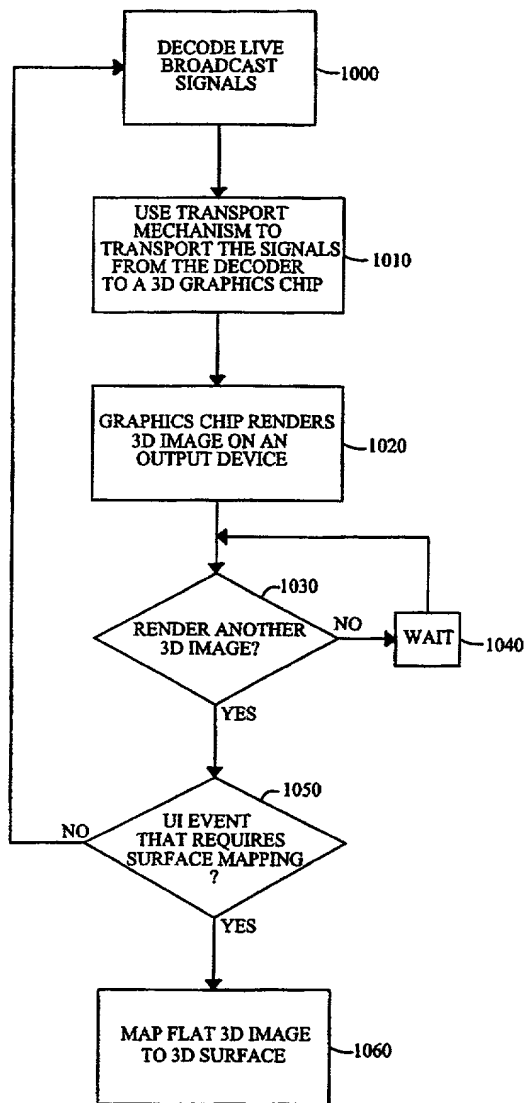 DECODE LIVE
BROADCAST
SIGNALS
1000
USE TRANSPORT
MECHANISM TO
TRANSPORT THE SIGNALS
FROM THE DECODER
TO A 3D GRAPHICS CHIP
1010
GRAPHICS CHIP RENDERS
3D IMAGE ON AN
OUTPUT DEVICE
1020
1030
RENDER ANOTHER
3D IMAGE?
NO
WAIT
1040
YES
1050
UI EVENT
THAT REQUIRES
SURFACE MAPPING
?
NO
YES
MAP FLAT 3D IMAGE
TO 3D SURFACE
1060